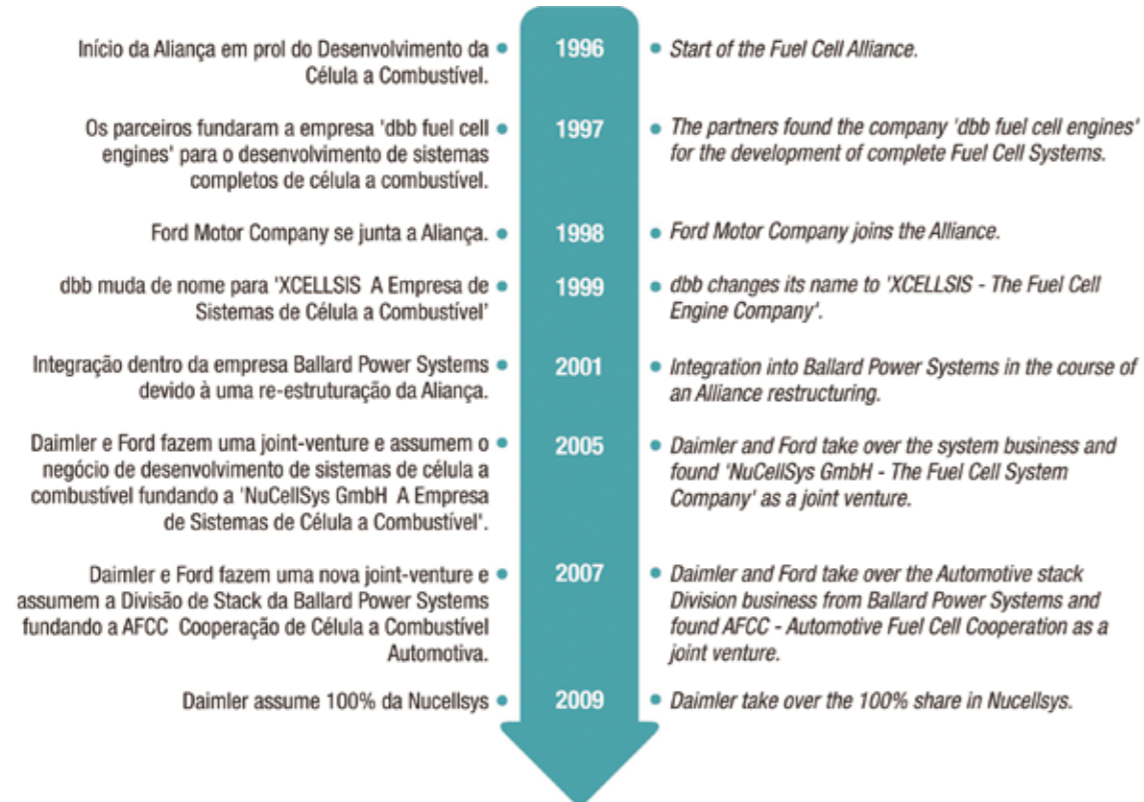 Início da Aliança em prol do Desenvolvimento da
Célula a Combustível.
1996
Start of the Fuel Cell Alliance.
Os parceiros fundaram a empresa 'dbb fuel cell
engines' para o desenvolvimento de sistemas
completos de célula a combustível.
1997
The partners found the company 'dbb fuel cell engines'
for the development of complete Fuel Cell Systems.
Ford Motor Company se junta a Aliança.
1998
Ford Motor Company joins the Alliance.
dbb muda de nome para 'XCELLSIS A Empresa de
Sistemas de Célula a Combustível'
1999
dbb changes its name to 'XCELLSIS - The Fuel Cell
Engine Company'.
Integração dentro da empresa Ballard Power Systems
devido à uma re-estruturação da Aliança.
2001
Integration into Ballard Power Systems in the course of
an Alliance restructuring.
Daimler e Ford fazem uma joint-venture e assumem o
negócio de desenvolvimento de sistemas de célula a
combustível fundando a 'NuCellSys GmbH A Empresa
de Sistemas de Célula a Combustível'.
2005
Daimler and Ford take over the system business and
found 'NuCellSys GmbH - The Fuel Cell System
Company' as a joint venture.
Daimler e Ford fazem uma nova joint-venture e
assumem a Divisão de Stack da Ballard Power Systems
fundando a AFCC Cooperação de Célula a Combustível
Automotiva.
2007
Daimler and Ford take over the Automotive stack
Division business from Ballard Power Systems and
found AFCC - Automotive Fuel Cell Cooperation as a
joint venture.
Daimler assume 100% da Nucellsys
2009
Daimler take over the 100% share in Nucellsys.